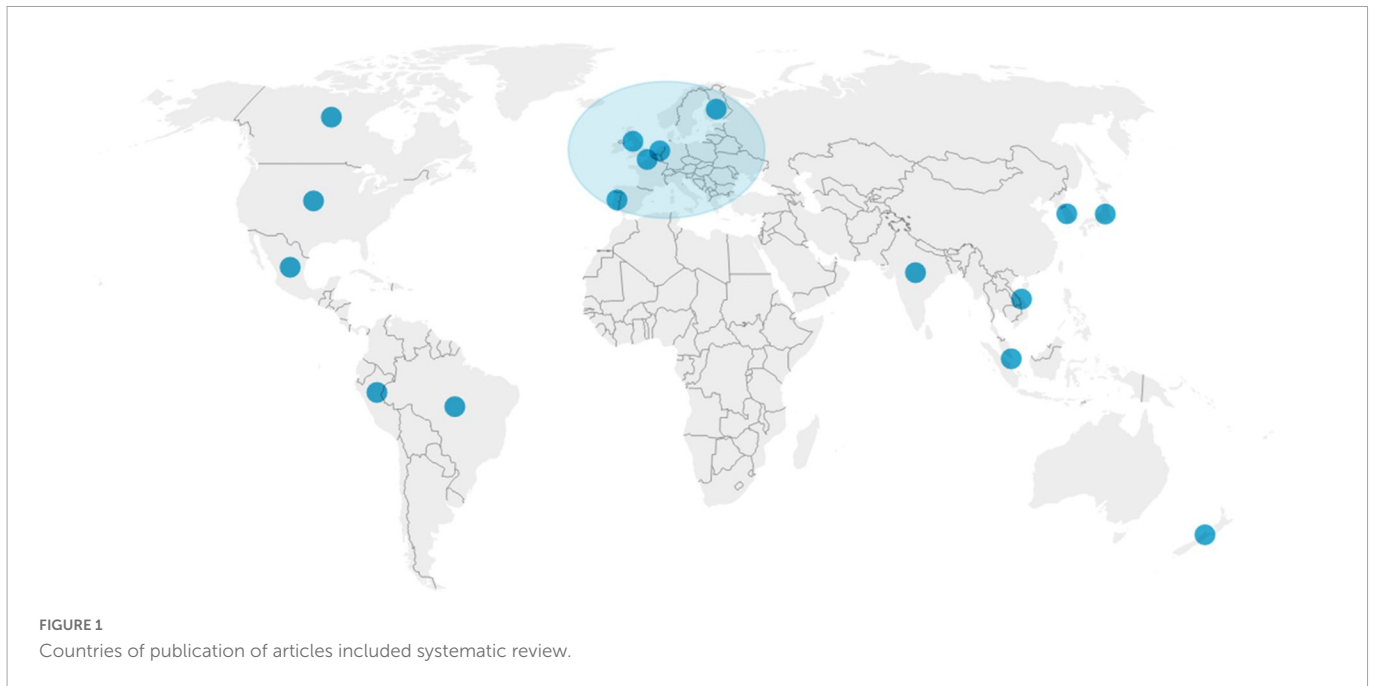 FIGURE 1
Countries of publication of articles included systematic review.